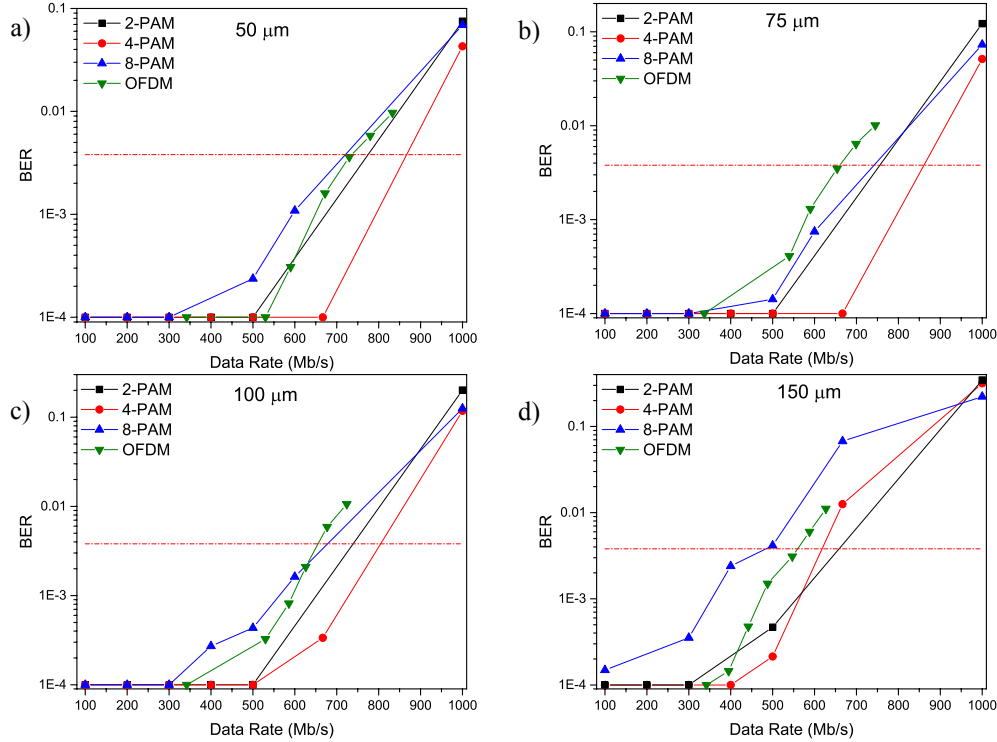 a)
50 μm
2-PAM
4-PAM
8-PAM
OFDM
0.1
0.01
1E-3
1E-4
BER
100 200 300 400 500 600 700 800 900 1000
Data Rate (Mb/s)
b)
75 μm
2-PAM
4-PAM
8-PAM
OFDM
0.1
0.01
1E-3
1E-4
BER
100 200 300 400 500 600 700 800 900 1000
Data Rate (Mb/s)
c)
100 μm
2-PAM
4-PAM
8-PAM
OFDM
0.1
0.01
1E-3
1E-4
BER
100 200 300 400 500 600 700 800 900 1000
Data Rate (Mb/s)
d)
150 μm
2-PAM
4-PAM
8-PAM
OFDM
0.1
0.01
1E-3
1E-4
BER
100 200 300 400 500 600 700 800 900 1000
Data Rate (Mb/s)